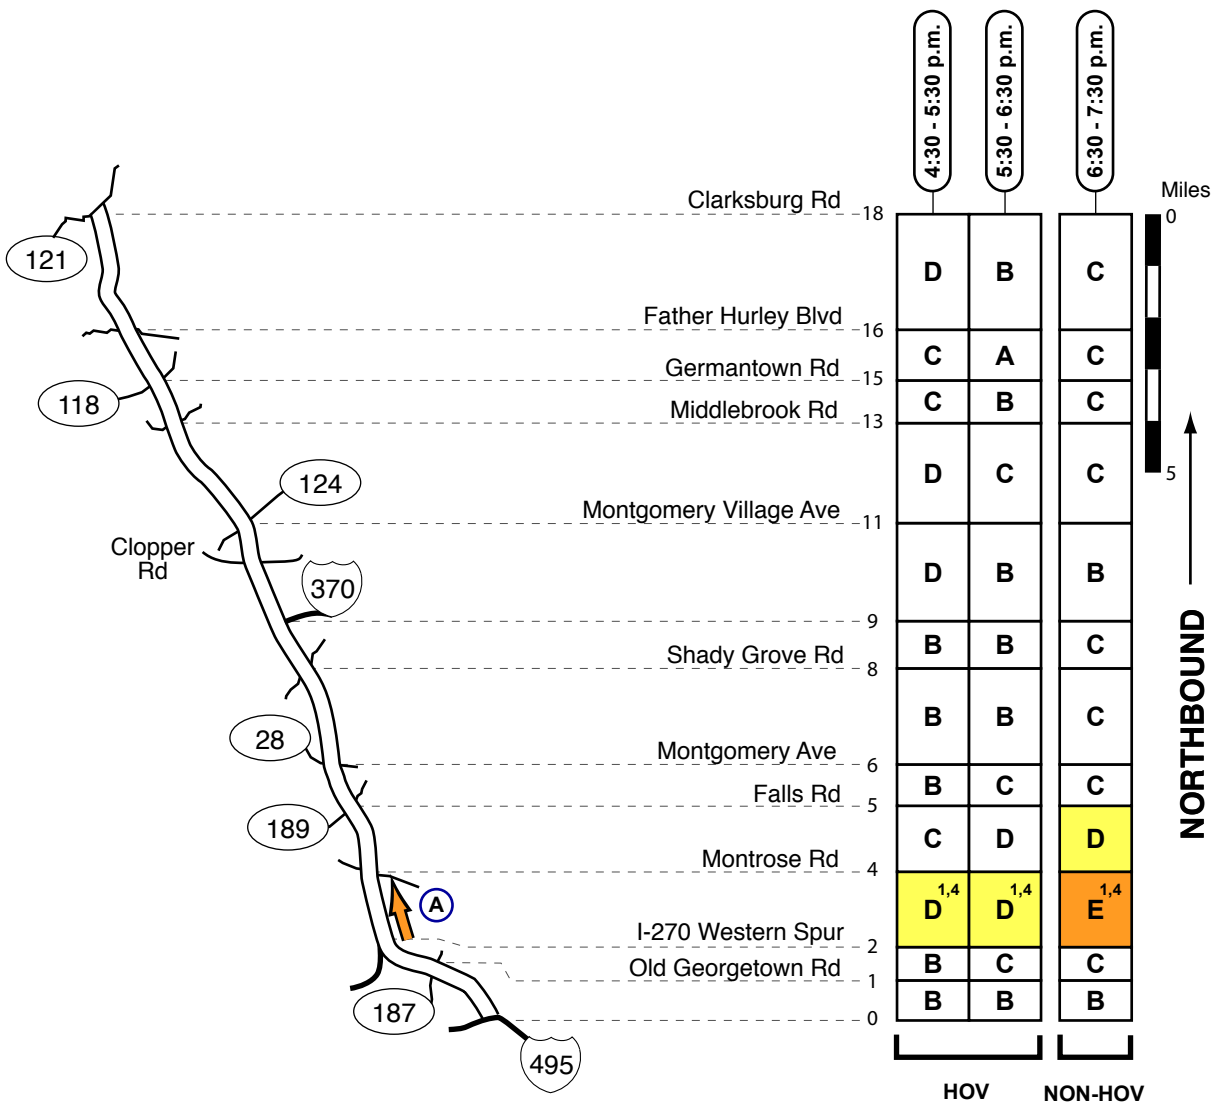 4:30 - 5:30 p.m.
5:30 - 6:30 p.m.
6:30 - 7:30 p.m.
Miles
Clarksburg Rd 18 0
121 D B C
Father Hurley Blvd 16
C A C
Germantown Rd 15
118 C B C
Middlebrook Rd 13
124 D C C 5
Montgomery Village Ave 11
Clopper
Rd
370 D B B
9
B B C
Shady Grove Rd 8
28 B B C
Montgomery Ave 6
B C C
Falls Rd 5
189 C D D
Montrose Rd 4
A D1,4 D1,4 E1,4
I-270 Western Spur 2
B C C
Old Georgetown Rd 1
187 B B B
0
495
HOV NON-HOV
NORTHBOUND